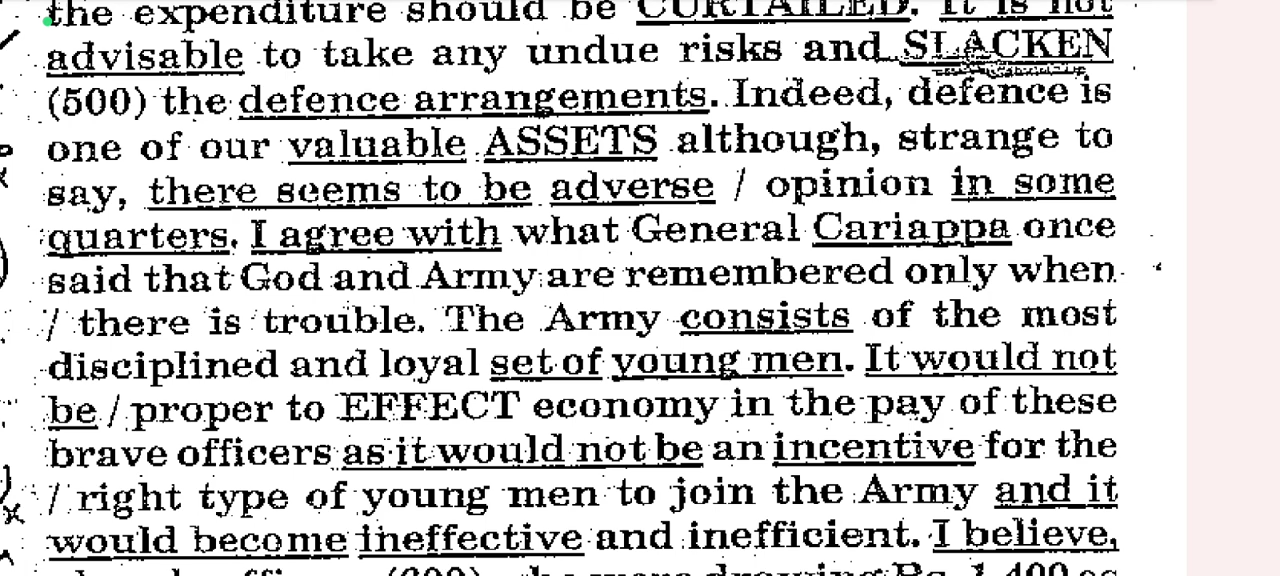 the expenditure should be CURTAILED. It is not
advisable to take any undue risks and SLACKEN
(500) the defence arrangements. Indeed, defence is
one of our valuable ASSETS although, strange to
say, there seems to be adverse / opinion in some
quarters. I agree with what General Cariappa once
said that God and Army are remembered only when
/ there is trouble. The Army consists of the most
disciplined and loyal set of young men. It would not
be / proper to EFFECT economy in the pay of these
brave officers as it would not be an incentive for the
/ right type of young men to join the Army and it
would become ineffective and inefficient. I believe,
drawing Rs. 1,400 as